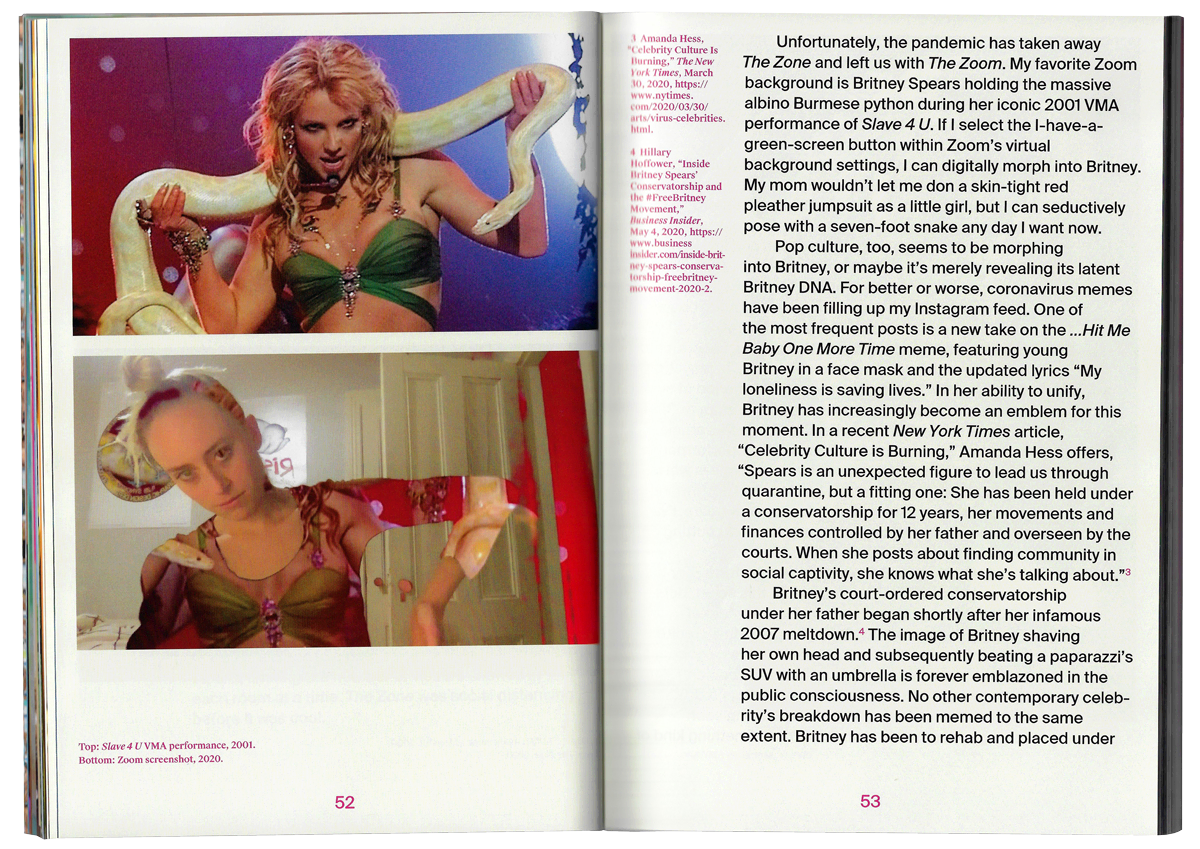 Top: Slave 4 U VMA performance, 2001.
Bottom: Zoom screenshot, 2020.
52
3 Amanda Hess,
“Celebrity Culture Is
Burning,” The New
York Times, March
30, 2020, https://
www.nytimes.
com/2020/03/30/
arts/virus-celebrities.
html.
4 Hillary
Hoffower, “Inside
Britney Spears’
Conservatorship and
the #FreeBritney
Movement,”
Business Insider,
May 4, 2020, https://
www.business
insider.com/inside-brit-
ney-spears-conserva-
torship-freebritney-
movement-2020-2.
Unfortunately, the pandemic has taken away
The Zone and left us with The Zoom. My favorite Zoom
background is Britney Spears holding the massive
albino Burmese python during her iconic 2001 VMA
performance of Slave 4 U. If I select the I-have-a-
green-screen button within Zoom’s virtual
background settings, I can digitally morph into Britney.
My mom wouldn’t let me don a skin-tight red
pleather jumpsuit as a little girl, but I can seductively
pose with a seven-foot snake any day I want now.
Pop culture, too, seems to be morphing
into Britney, or maybe it’s merely revealing its latent
Britney DNA. For better or worse, coronavirus memes
have been filling up my Instagram feed. One of
the most frequent posts is a new take on the ...Hit Me
Baby One More Time meme, featuring young
Britney in a face mask and the updated lyrics “My
loneliness is saving lives.” In her ability to unify,
Britney has increasingly become an emblem for this
moment. In a recent New York Times article,
“Celebrity Culture is Burning,” Amanda Hess offers,
“Spears is an unexpected figure to lead us through
quarantine, but a fitting one: She has been held under
a conservatorship for 12 years, her movements and
finances controlled by her father and overseen by the
courts. When she posts about finding community in
social captivity, she knows what she’s talking about.”3
Britney’s court-ordered conservatorship
under her father began shortly after her infamous
2007 meltdown.4 The image of Britney shaving
her own head and subsequently beating a paparazzi’s
SUV with an umbrella is forever emblazoned in the
public consciousness. No other contemporary celeb-
rity’s breakdown has been memed to the same
extent. Britney has been to rehab and placed under
53